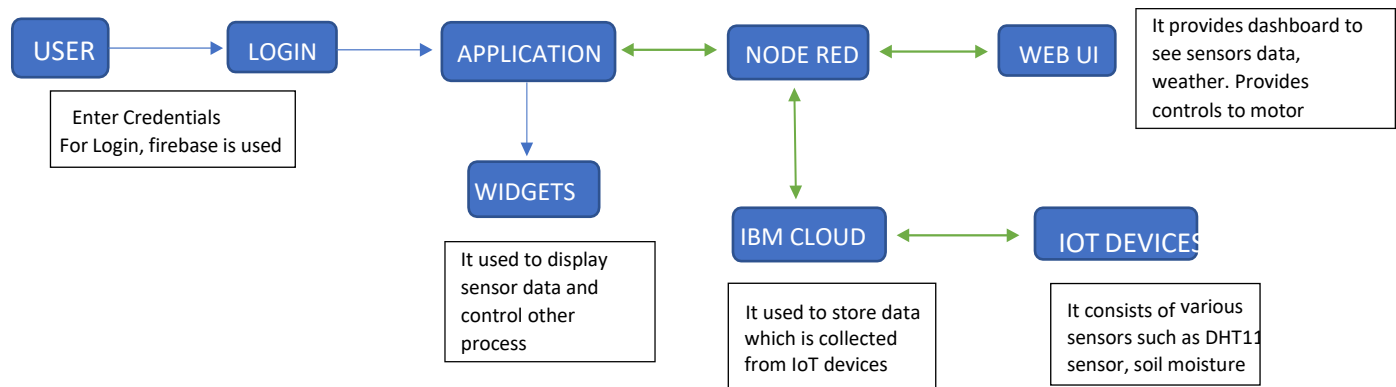 USER
LOGIN
APPLICATION
NODE RED
WEB UI
It provides dashboard to
see sensors data,
weather. Provides
controls to motor
Enter Credentials
For Login, firebase is used
WIDGETS
IBM CLOUD
IOT DEVICES
It used to display
sensor data and
control other
process
It used to store data
which is collected
from IoT devices
It consists of various
sensors such as DHT11
sensor, soil moisture